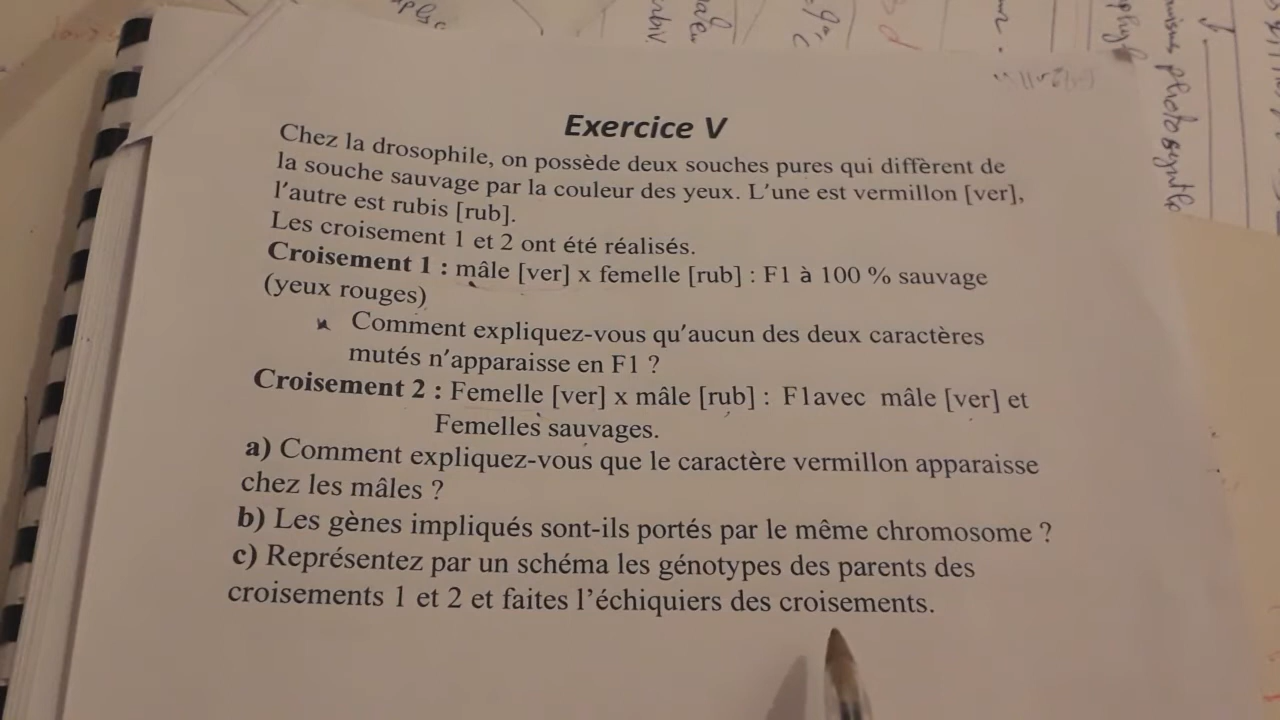 Exercice V
Chez la drosophile, on possède deux souches pures qui diffèrent de
la souche sauvage par la couleur des yeux. L'une est vermillon [ver],
l'autre est rubis [rub].
Les croisement 1 et 2 ont été réalisés.
Croisement 1 : mâle [ver] x femelle [rub] : F1 à 100 % sauvage
(yeux rouges)
Comment expliquez-vous qu'aucun des deux caractères
mutés n'apparaisse en F1 ?
Croisement 2 : Femelle [ver] x mâle [rub] : F1avec mâle [ver] et
Femelles sauvages.
a) Comment expliquez-vous que le caractère vermillon apparaisse
chez les mâles ?
b) Les gènes impliqués sont-ils portés par le même chromosome ?
c) Représentez par un schéma les génotypes des parents des
croisements 1 et 2 et faites l'échiquiers des croisements.